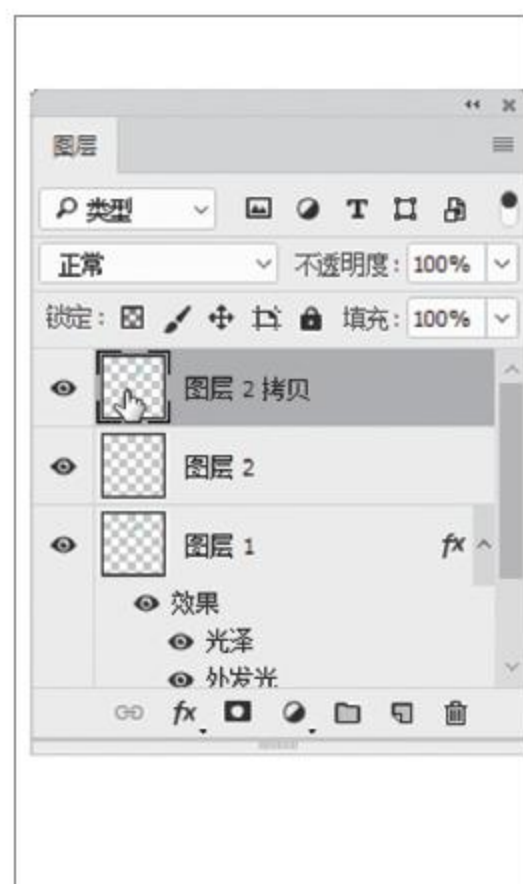 图层
类型 T
正常 不透明度: 100%
锁定: 填充: 100%
图层 2 拷贝
图层 2
图层 1 fx
效果
光泽
外发光
fx